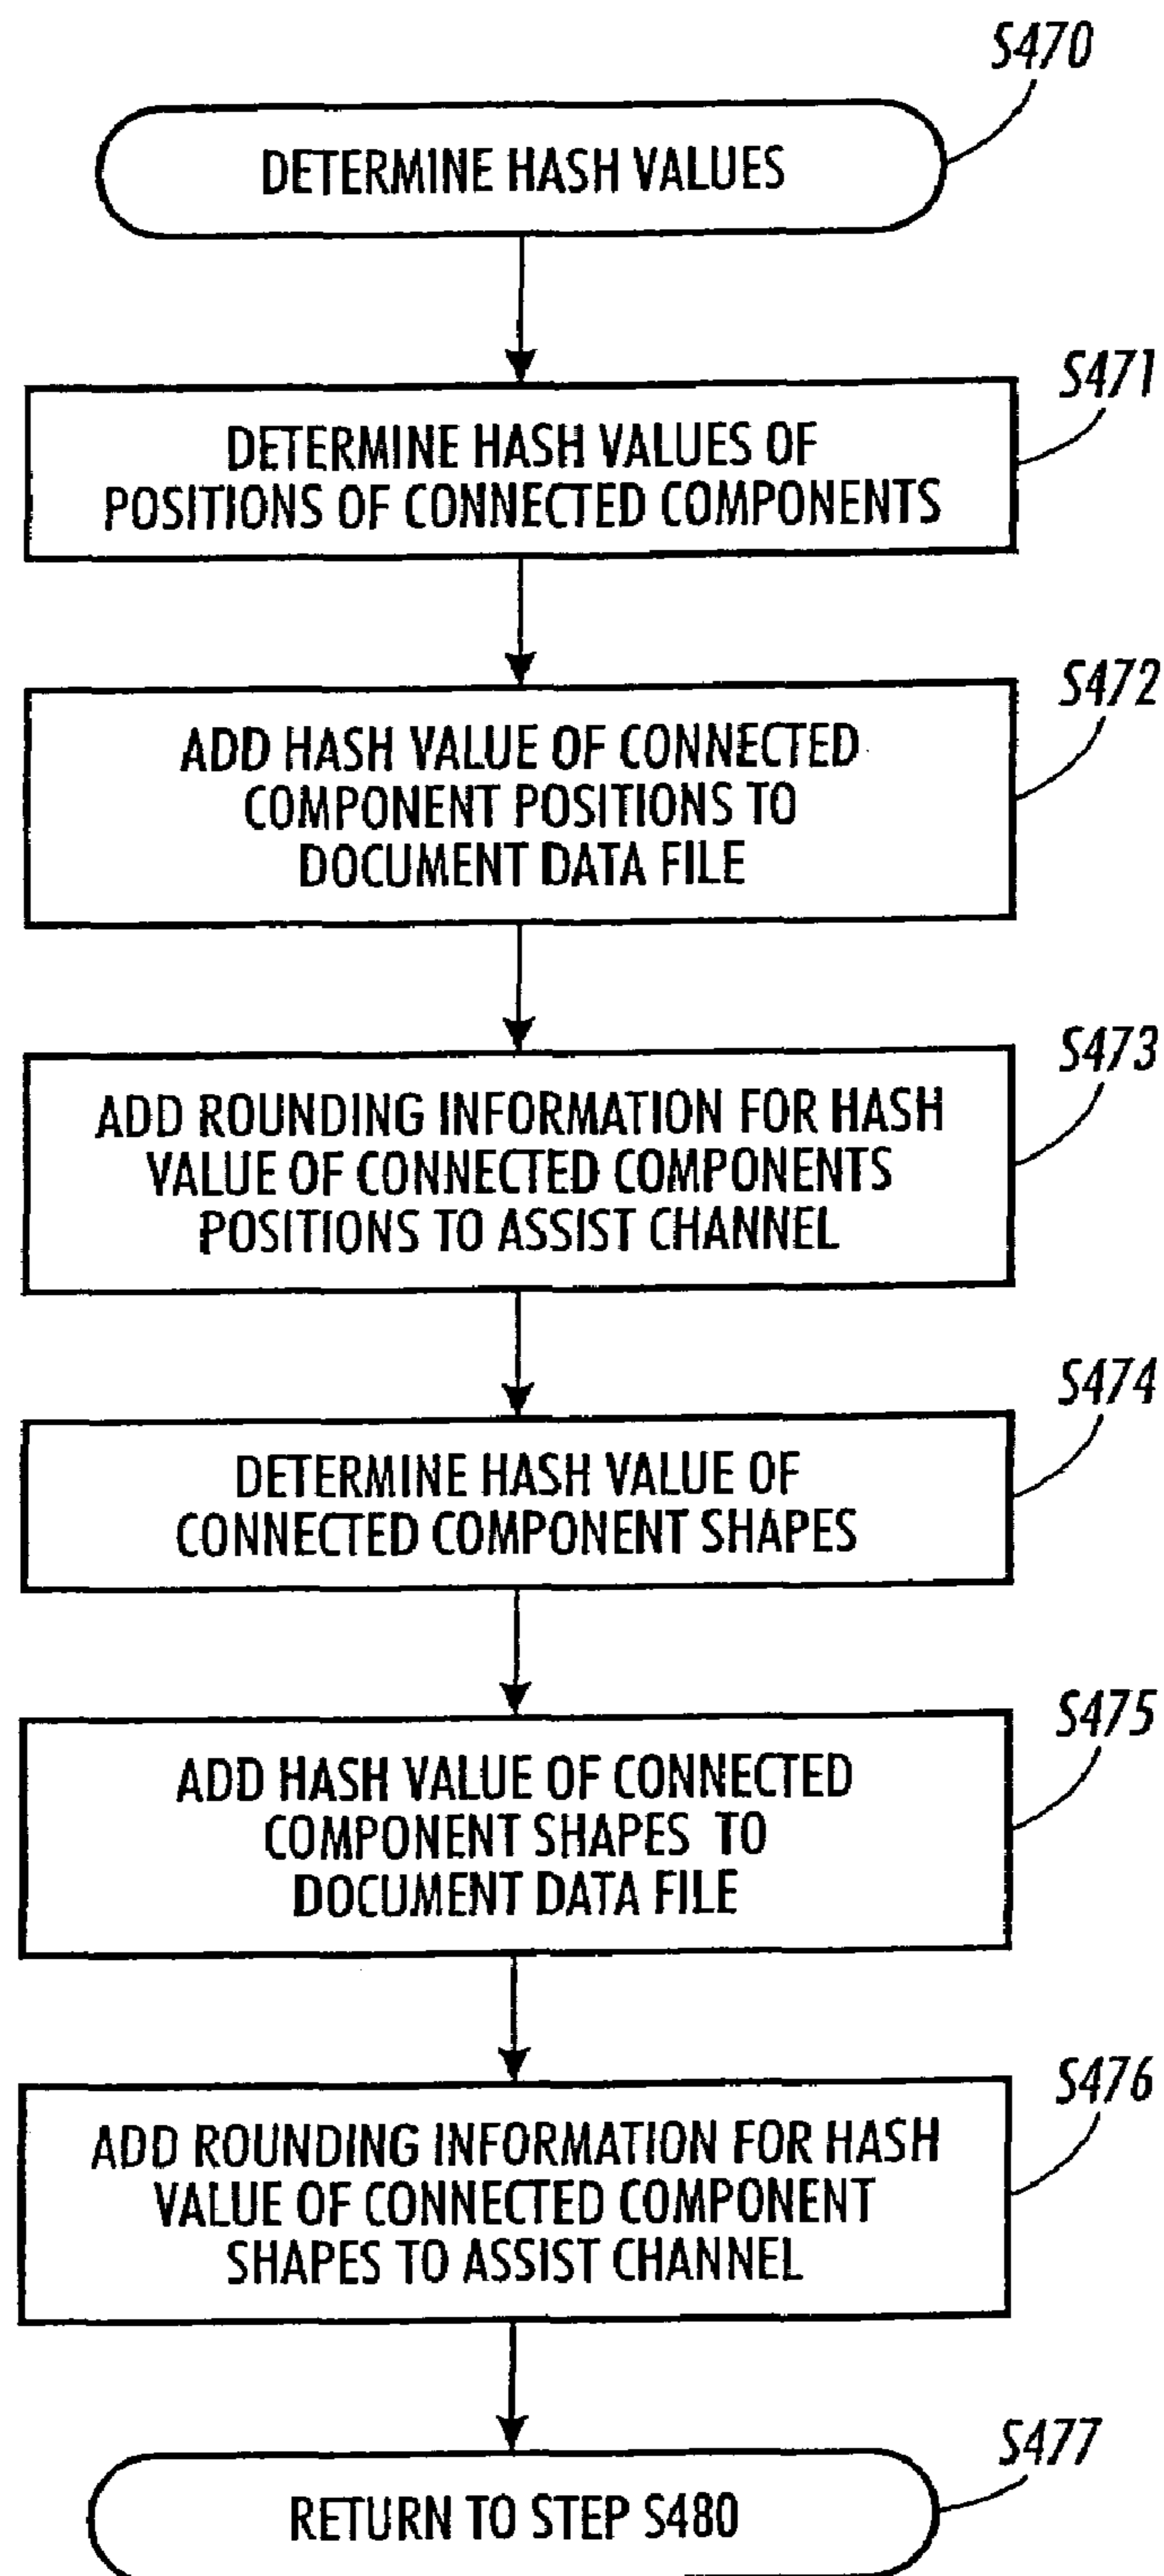 S470
DETERMINE HASH VALUES
S471
DETERMINE HASH VALUES OF
POSITIONS OF CONNECTED COMPONENTS
S472
ADD HASH VALUE OF CONNECTED
COMPONENT POSITIONS TO
DOCUMENT DATA FILE
S473
ADD ROUNDING INFORMATION FOR HASH
VALUE OF CONNECTED COMPONENTS
POSITIONS TO ASSIST CHANNEL
S474
DETERMINE HASH VALUE OF
CONNECTED COMPONENT SHAPES
S475
ADD HASH VALUE OF CONNECTED
COMPONENT SHAPES TO
DOCUMENT DATA FILE
S476
ADD ROUNDING INFORMATION FOR HASH
VALUE OF CONNECTED COMPONENT
SHAPES TO ASSIST CHANNEL
S477
RETURN TO STEP S480